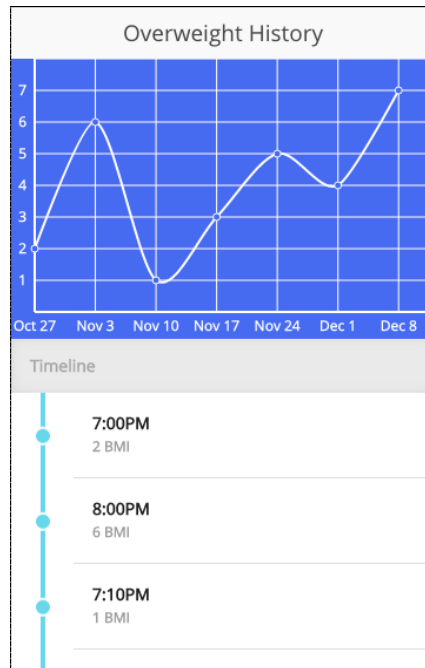 Overweight History
7
6
5
4
3
2
1
Oct 27 Nov 3 Nov 10 Nov 17 Nov 24 Dec 1 Dec 8
Timeline
7:00PM
2 BMI
8:00PM
6 BMI
7:10PM
1 BMI